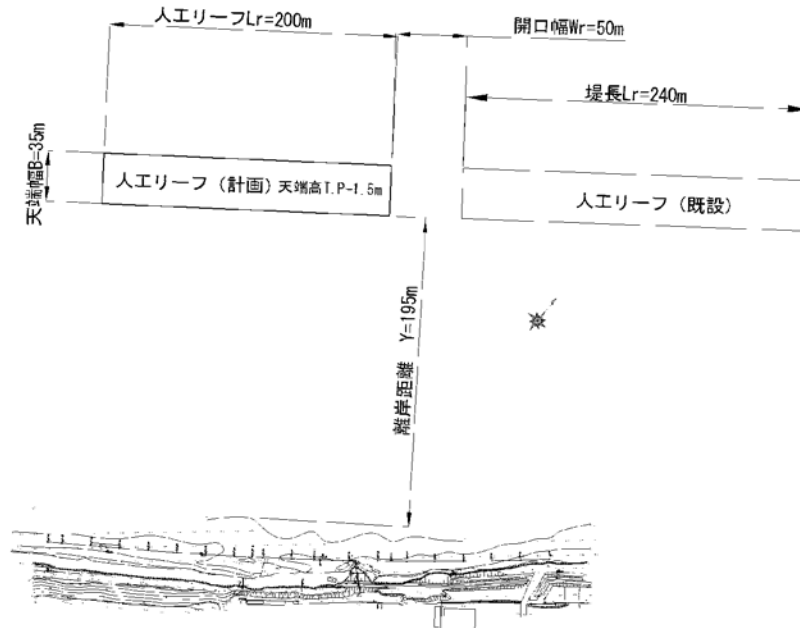 人工リーフLr=200m
開口幅Wr=50m
堤長Lr=240m
天端幅B=35m
人工リーフ（計画）天端高T.P-1.5m
人工リーフ（既設）
離岸距離 Y=195m